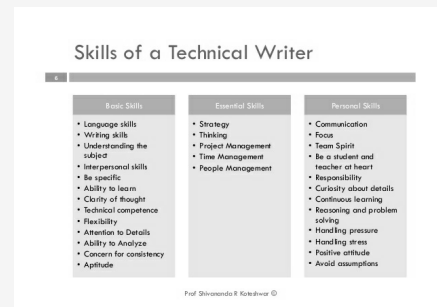 Skills of a Technical Writer
6
Basic Skills
• Language skills
• Writing skills
• Understanding the
subject
• Interpersonal skills
• Be specific
• Ability to learn
• Clarity of thought
• Technical competence
• Flexibility
• Attention to Details
• Ability to Analyze
• Concern for consistency
• Aptitude
Essential Skills
• Strategy
• Thinking
• Project Management
• Time Management
• People Management
Personal Skills
• Communication
• Focus
• Team Spirit
• Be a student and
teacher at heart
• Responsibility
• Curiosity about details
• Continuous learning
• Reasoning and problem
solving
• Handling pressure
• Handling stress
• Positive attitude
• Avoid assumptions
Prof Shivananda R Koteshwar ©